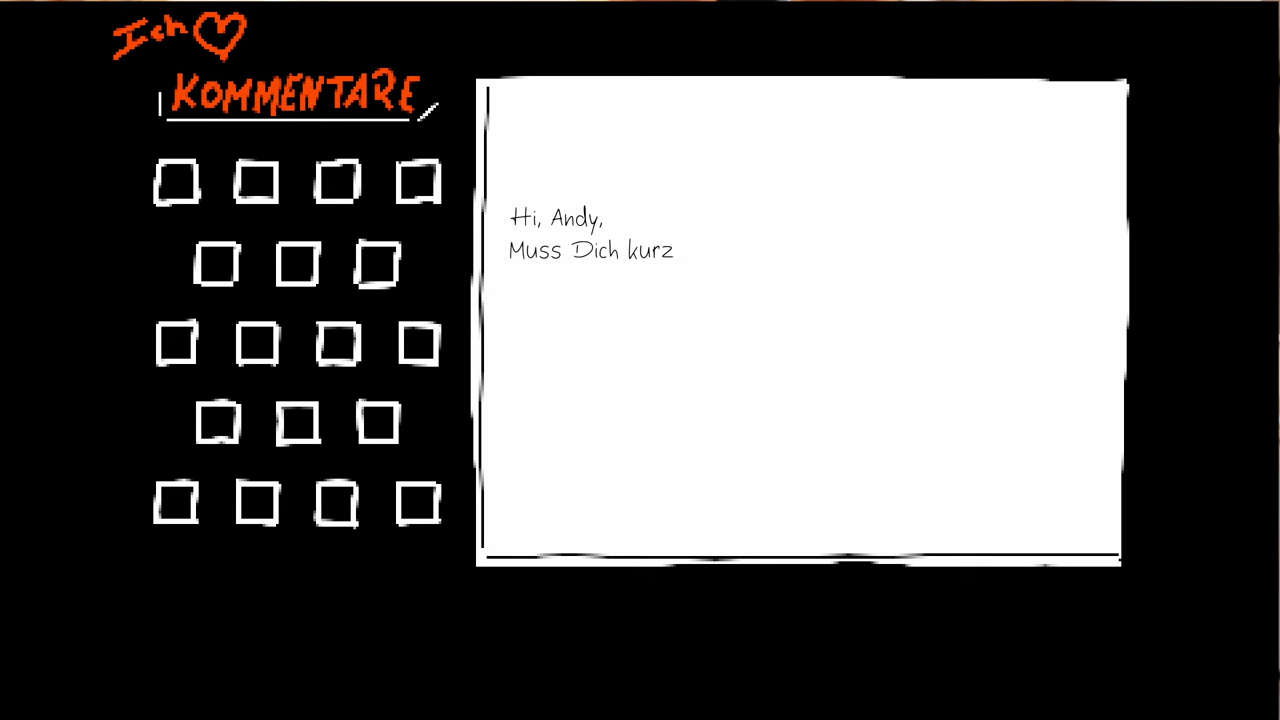 Ich
KOMMENTARE
Hi, Andy,
Muss Dich kurz